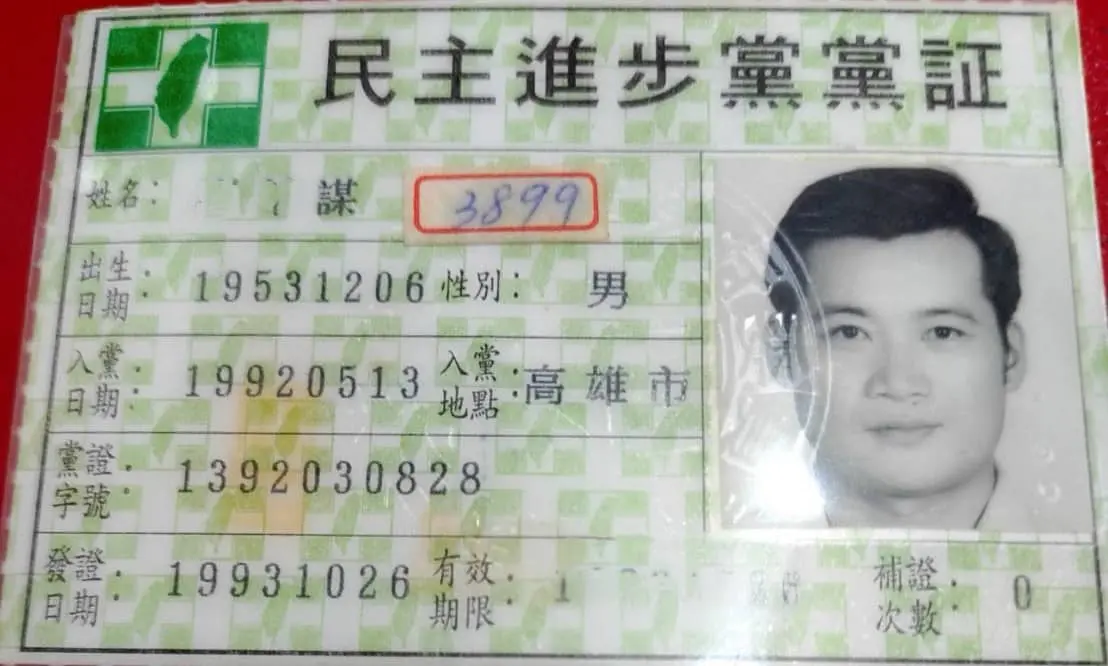 民主進步黨黨証
姓名： 謀 3899
出生日期： 19531206 性別： 男
入黨日期： 19920513 入黨地點： 高雄市
黨證字號： 1392030828
發證日期： 19931026 有效期限： 補證次數： 0